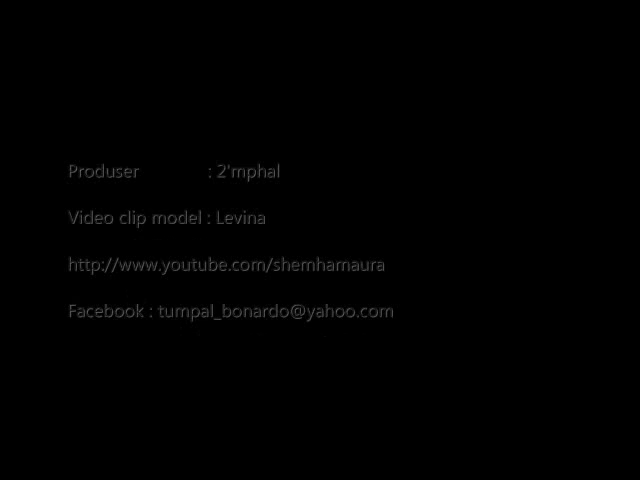 Produser : 2'mphal
Video clip model : Levina
http://www.youtube.com/shemhamaura
Facebook : tumpal_bonardo@yahoo.com